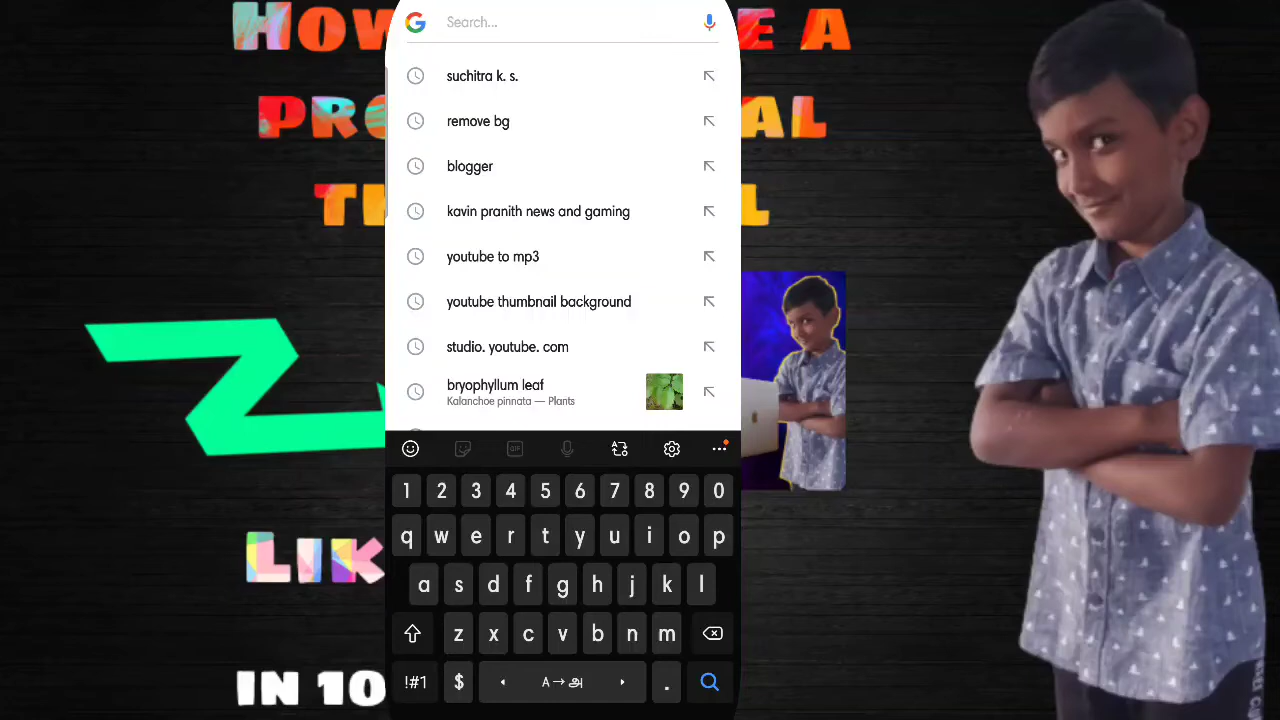 How
E A
PRO
AL
TH
L
Search...
suchitra k. s.
remove bg
blogger
kavin pranith news and gaming
youtube to mp3
youtube thumbnail background
studio. youtube. com
bryophyllum leaf
Kalanchoe pinnata — Plants
GIF
1 2 3 4 5 6 7 8 9 0
q w e r t y u i o p
a s d f g h j k l
z x c v b n m
!#1 $ A→அ .
LIK
IN 10